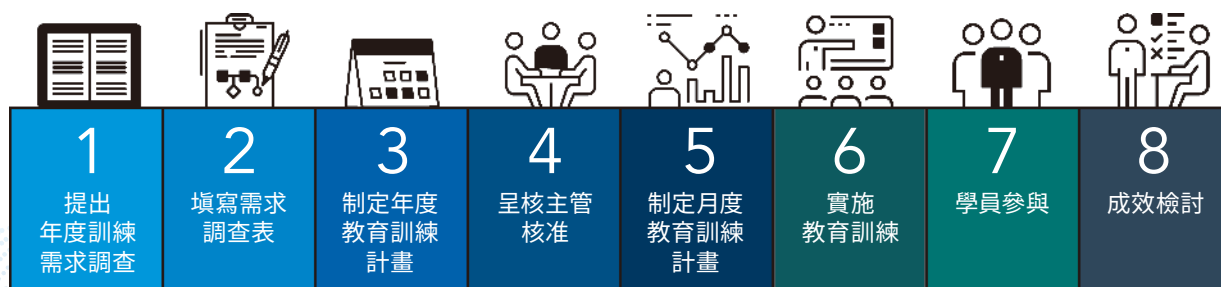 1
提出
年度訓練
需求調查
2
填寫需求
調查表
3
制定年度
教育訓練
計畫
4
呈核主管
核准
5
制定月度
教育訓練
計畫
6
實施
教育訓練
7
學員參與
8
成效檢討